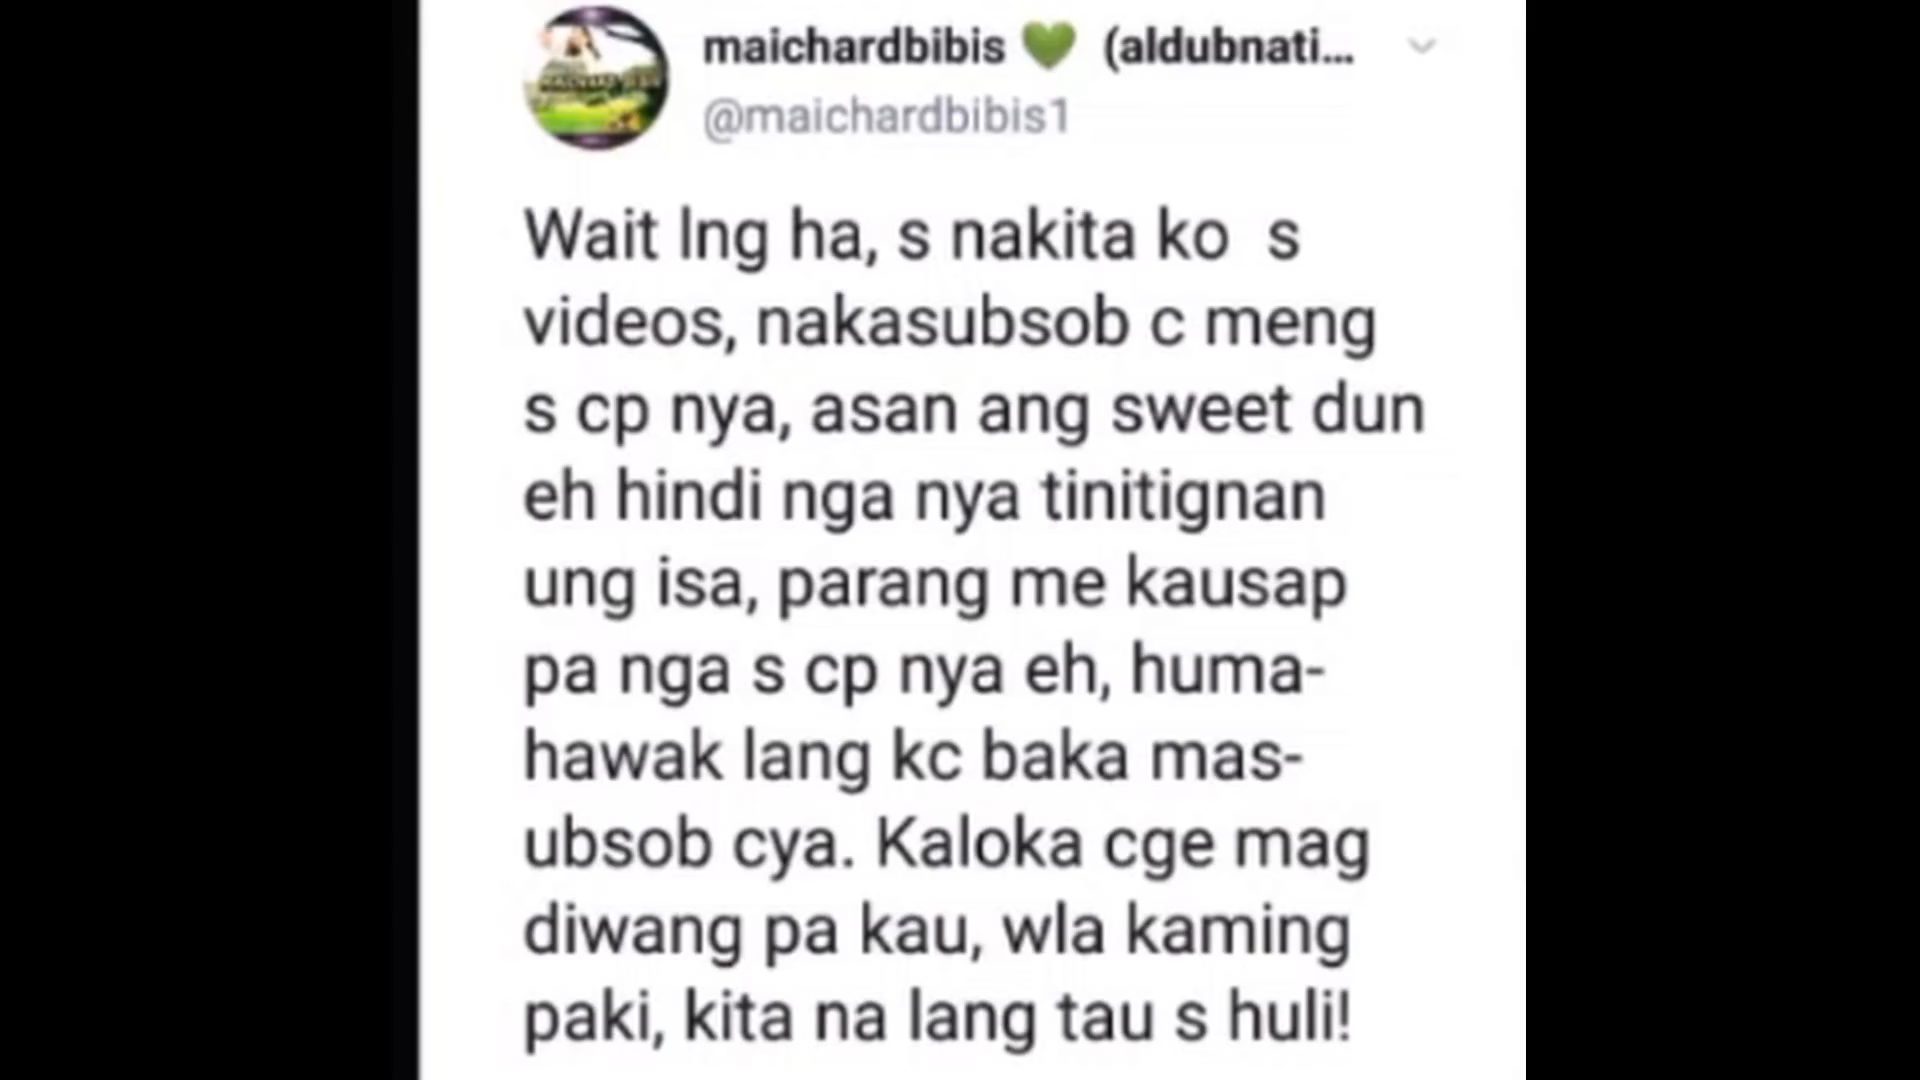 maichardbibis 💚 (aldubnati...
@maichardbibis1
Wait lng ha, s nakita ko s
videos, nakasubsob c meng
s cp nya, asan ang sweet dun
eh hindi nga nya tinitignan
ung isa, parang me kausap
pa nga s cp nya eh, huma-
hawak lang kc baka mas-
ubsob cya. Kaloka cge mag
diwang pa kau, wla kaming
paki, kita na lang tau s huli!